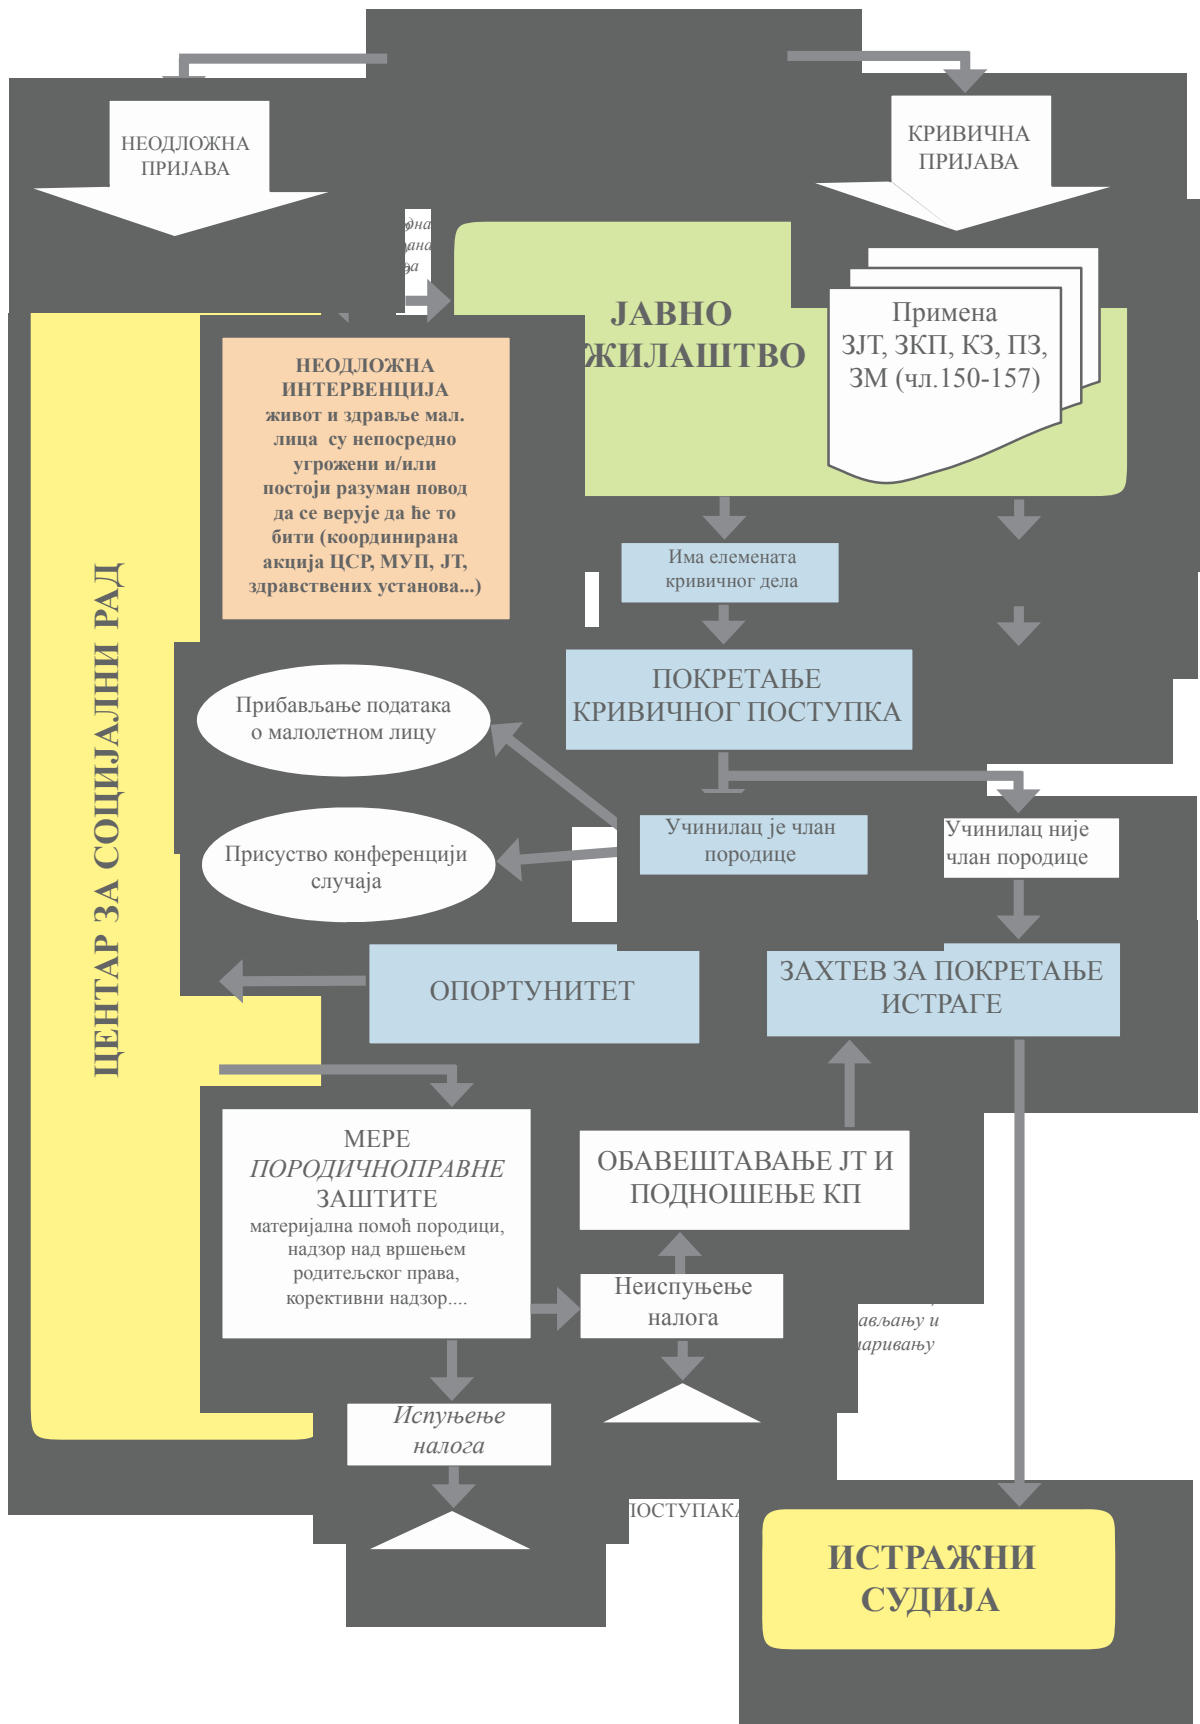 НЕОДЛОЖНА
ПРИЈАВА
КРИВИЧНА
ПРИЈАВА
ЈАВНО
ЖИЛАШТВО
Примена
ЗЈТ, ЗКП, КЗ, ПЗ,
ЗМ (чл.150-157)
НЕОДЛОЖНА
ИНТЕРВЕНЦИЈА
живот и здравље мал.
лица су непосредно
угрожени и/или
постоји разуман повод
да се верује да ће то
бити (координирана
акција ЦСР, МУП, ЈТ,
здравствених установа...)
Има елемената
кривичног дела
ЦЕНТАР ЗА СОЦИЈАЛНИ РАД
ПОКРЕТАЊЕ
КРИВИЧНОГ ПОСТУПКА
Прибављање података
о малолетном лицу
Учинилац је члан
породице
Учинилац није
члан породице
Присуство конференцији
случаја
ОПОРТУНИТЕТ
ЗАХТЕВ ЗА ПОКРЕТАЊЕ
ИСТРАГЕ
МЕРЕ
ПОРОДИЧНОПРАВНЕ
ЗАШТИТЕ
материјална помоћ породици,
надзор над вршењем
родитељског права,
корективни надзор....
ОБАВЕШТАВАЊЕ ЈТ И
ПОДНОШЕЊЕ КП
Неиспуњење
налога
ављању и
аривању
Испуњење
налога
ПОСТУПАКА
ИСТРАЖНИ
СУДИЈА